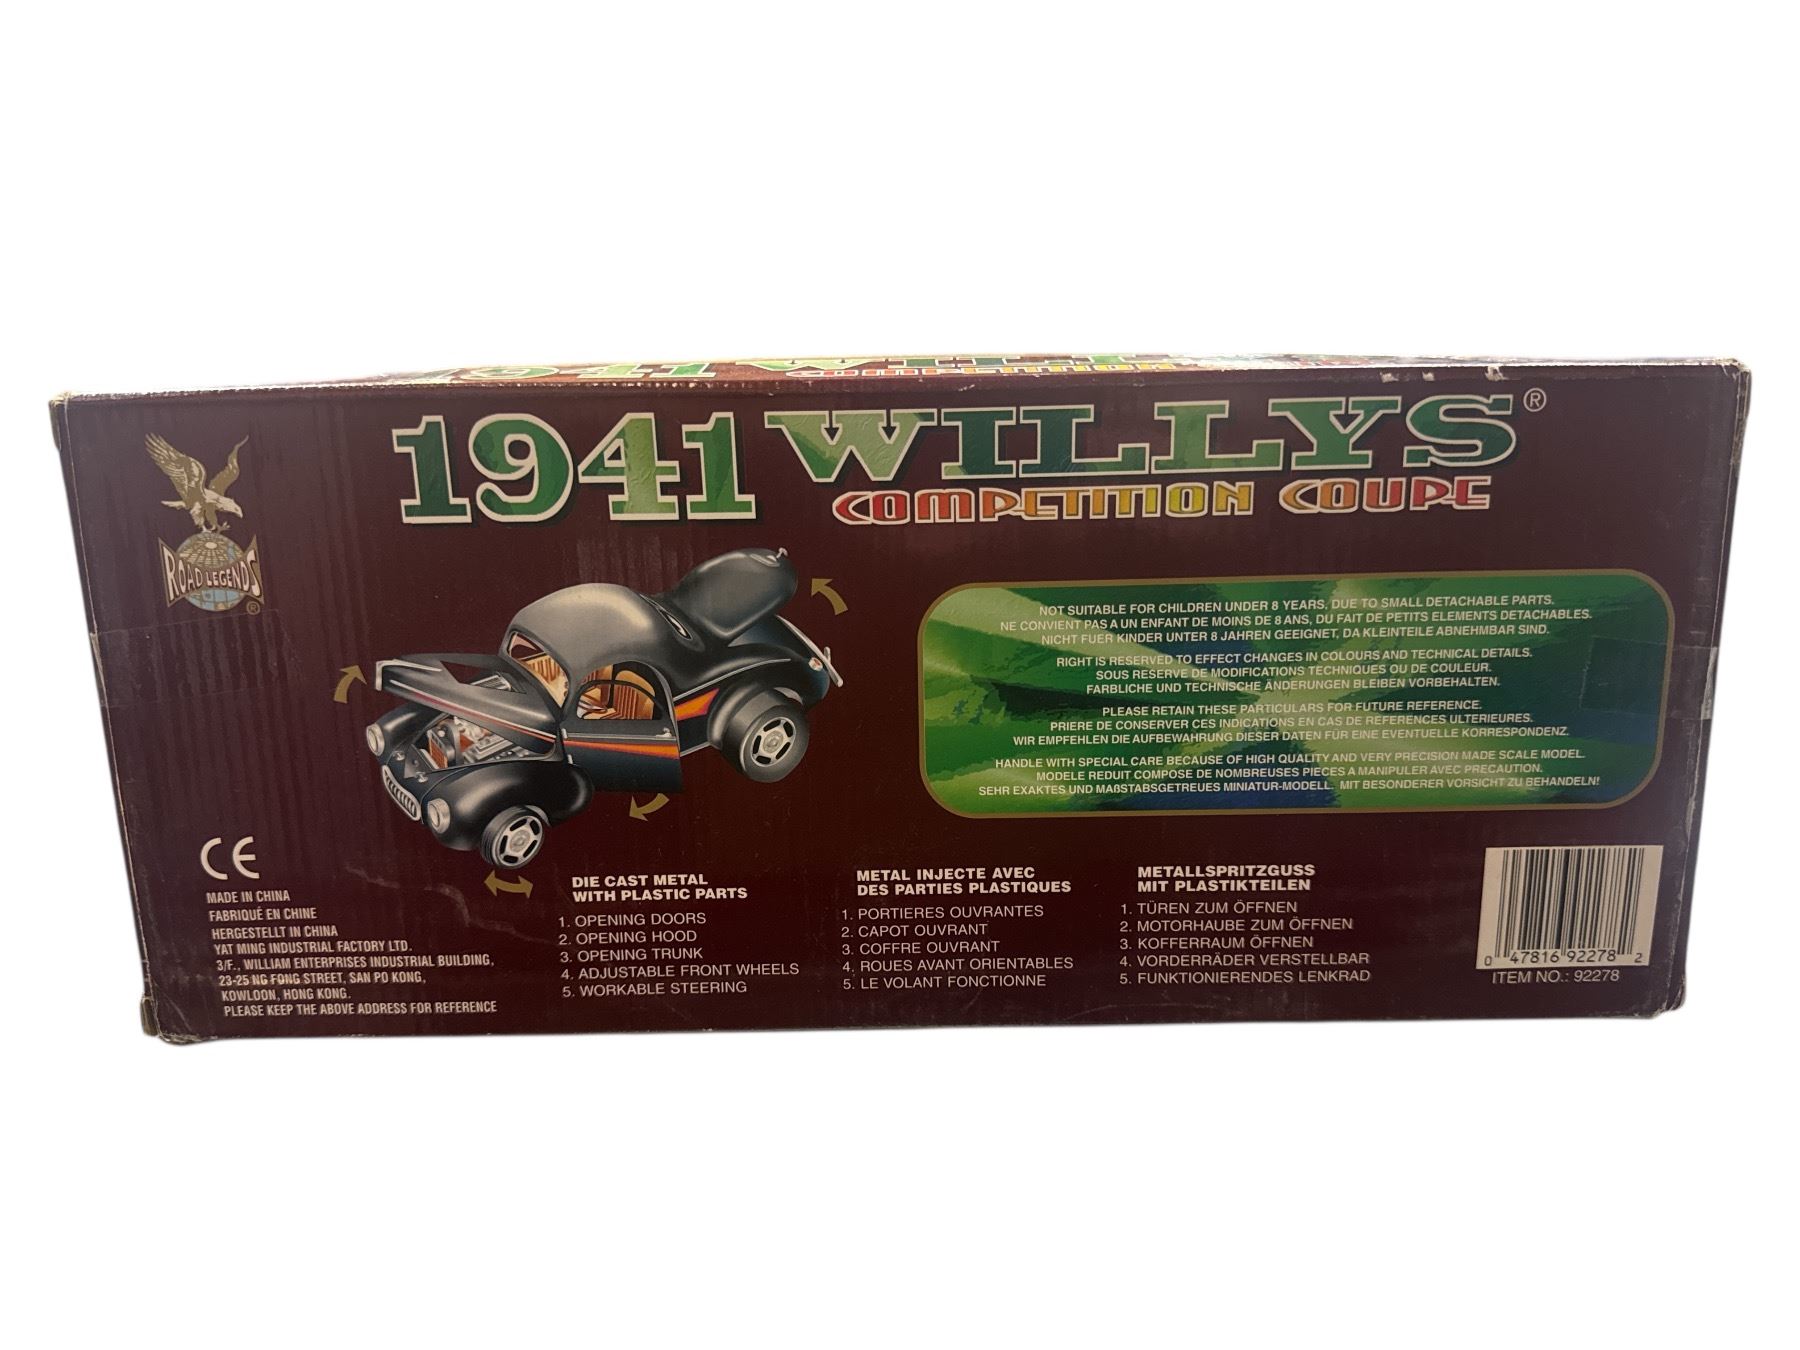 1941 WILLYS
COMPETITION
1941 WILLYS®
COMPETITION COUPE
ROAD LEGENDS®
NOT SUITABLE FOR CHILDREN UNDER 8 YEARS, DUE TO SMALL DETACHABLE PARTS.
NE CONVIENT PAS A UN ENFANT DE MOINS DE 8 ANS, DU FAIT DE PETITS ELEMENTS DETACHABLES.
NICHT FUER KINDER UNTER 8 JAHREN GEEIGNET, DA KLEINTEILE ABNEHMBAR SIND.
RIGHT IS RESERVED TO EFFECT CHANGES IN COLOURS AND TECHNICAL DETAILS.
SOUS RESERVE DE MODIFICATIONS TECHNIQUES OU DE COULEUR.
FARBLICHE UND TECHNISCHE ÄNDERUNGEN BLEIBEN VORBEHALTEN.
PLEASE RETAIN THESE PARTICULARS FOR FUTURE REFERENCE.
PRIERE DE CONSERVER CES INDICATIONS EN CAS DE RÉFERENCES ULTERIEURES.
WIR EMPFEHLEN DIE AUFBEWAHRUNG DIESER DATEN FÜR EINE EVENTUELLE KORRESPONDENZ.
HANDLE WITH SPECIAL CARE BECAUSE OF HIGH QUALITY AND VERY PRECISION MADE SCALE MODEL.
MODELE REDUIT COMPOSE DE NOMBREUSES PIECES A MANIPULER AVEC PRECAUTION.
SEHR EXAKTES UND MAßSTABSGETREUES MINIATUR-MODELL. MIT BESONDERER VORSICHT ZU BEHANDELN!
CE
MADE IN CHINA
FABRIQUÉ EN CHINE
HERGESTELLT IN CHINA
YAT MING INDUSTRIAL FACTORY LTD.
3/F., WILLIAM ENTERPRISES INDUSTRIAL BUILDING,
23-25 NG FONG STREET, SAN PO KONG,
KOWLOON, HONG KONG.
PLEASE KEEP THE ABOVE ADDRESS FOR REFERENCE
DIE CAST METAL
WITH PLASTIC PARTS
1. OPENING DOORS
2. OPENING HOOD
3. OPENING TRUNK
4. ADJUSTABLE FRONT WHEELS
5. WORKABLE STEERING
METAL INJECTE AVEC
DES PARTIES PLASTIQUES
1. PORTIERES OUVRANTES
2. CAPOT OUVRANT
3. COFFRE OUVRANT
4. ROUES AVANT ORIENTABLES
5. LE VOLANT FONCTIONNE
METALLSPRITZGUSS
MIT PLASTIKTEILEN
1. TÜREN ZUM ÖFFNEN
2. MOTORHAUBE ZUM ÖFFNEN
3. KOFFERRAUM ÖFFNEN
4. VORDERRÄDER VERSTELLBAR
5. FUNKTIONIERENDES LENKRAD
0 47816 92278 2
ITEM NO.: 92278